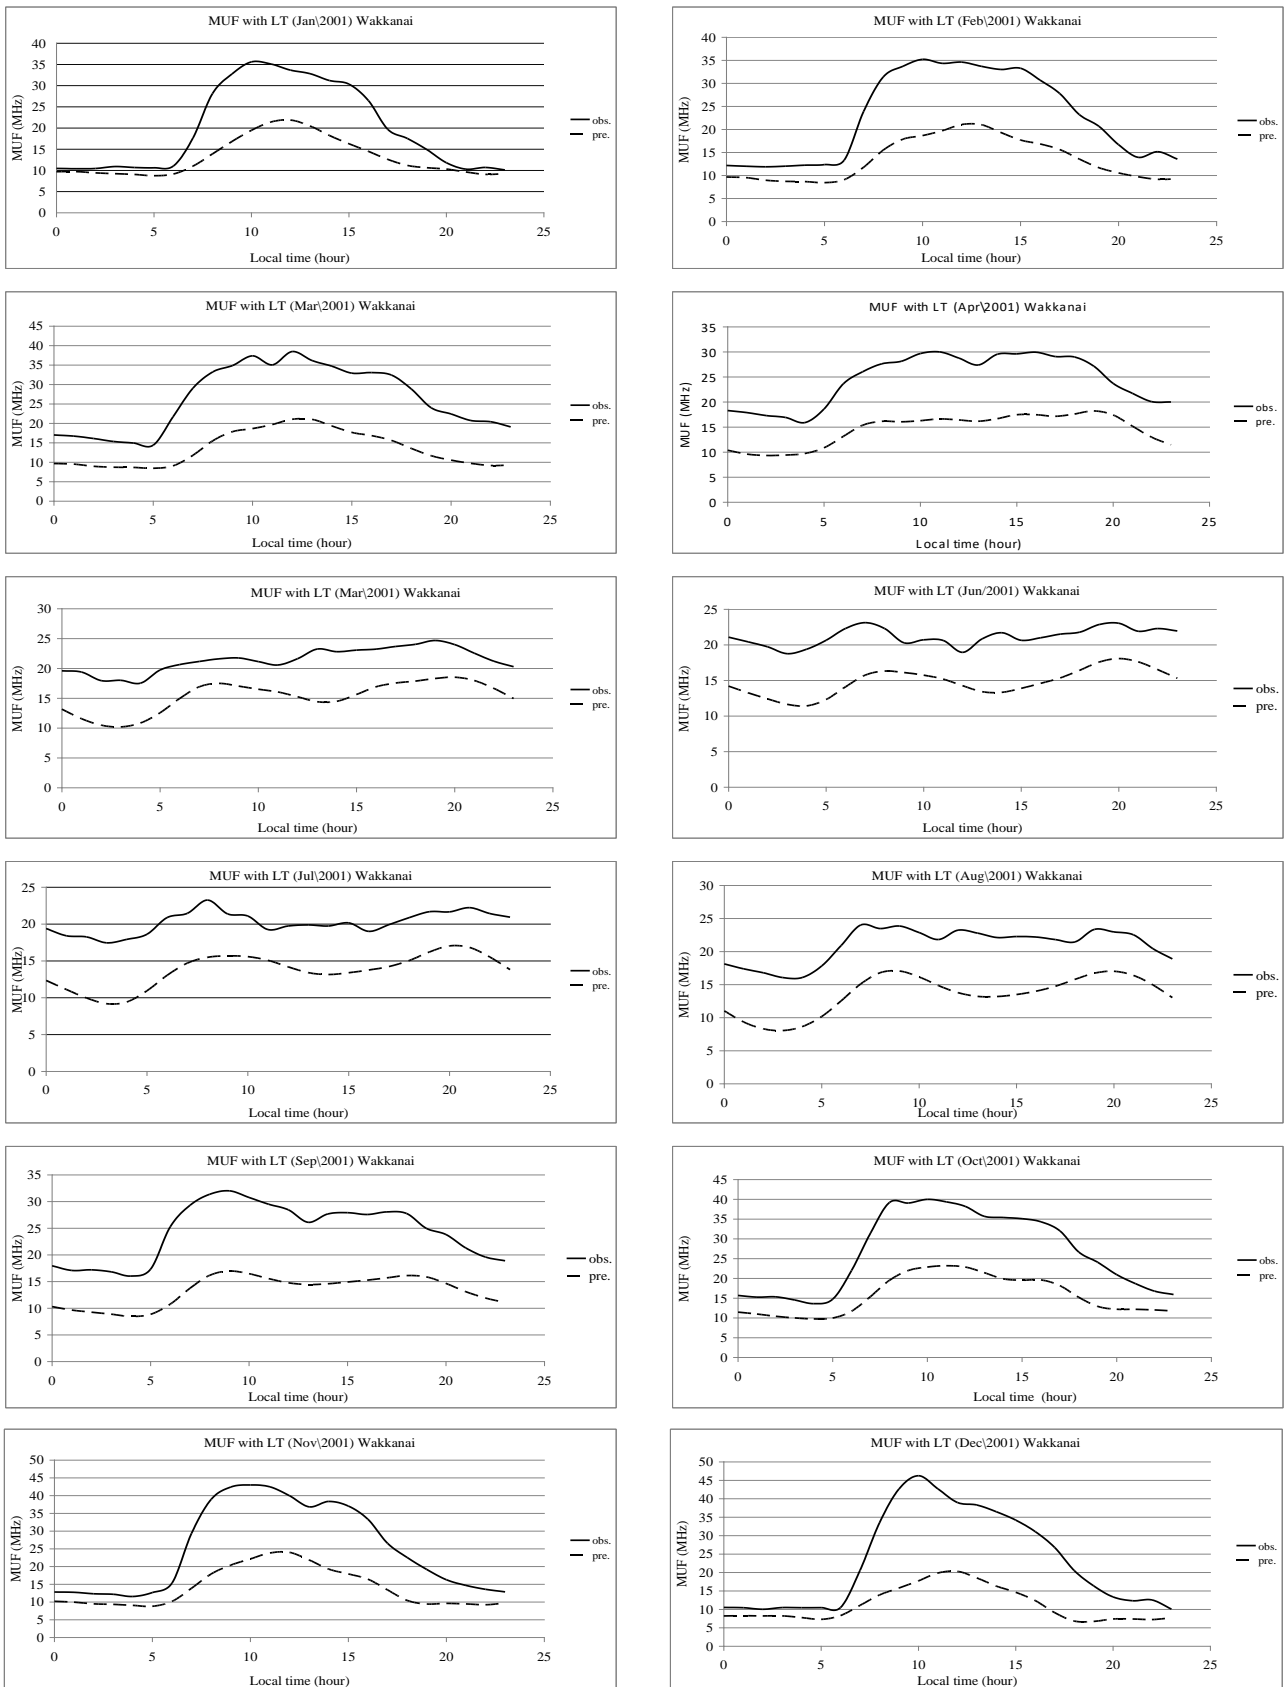 MUF with LT (Jan\2001) Wakkanai
40
35
30
25
20
15
10
5
0
MUF (MHz)
obs.
pre.
0 5 10 15 20 25
Local time (hour)
MUF with LT (Feb\2001) Wakkanai
40
35
30
25
20
15
10
5
0
MUF (MHz)
obs.
pre.
0 5 10 15 20 25
Local time (hour)
MUF with LT (Mar\2001) Wakkanai
45
40
35
30
25
20
15
10
5
0
MUF (MHz)
obs.
pre.
0 5 10 15 20 25
Local time (hour)
MUF with LT (Apr\2001) Wakkanai
35
30
25
20
15
10
5
0
MUF (MHz)
obs.
pre.
0 5 10 15 20 25
Local time (hour)
MUF with LT (Mar\2001) Wakkanai
30
25
20
15
10
5
0
MUF (MHz)
obs.
pre.
0 5 10 15 20 25
Local time (hour)
MUF with LT (Jun/2001) Wakkanai
25
20
15
10
5
0
MUF (MHz)
obs.
pre.
0 5 10 15 20 25
Local time (hour)
MUF with LT (Jul\2001) Wakkanai
25
20
15
10
5
0
MUF (MHz)
obs.
pre.
0 5 10 15 20 25
Local time (hour)
MUF with LT (Aug\2001) Wakkanai
30
25
20
15
10
5
0
MUF (MHz)
obs.
pre.
0 5 10 15 20 25
Local time (hour)
MUF with LT (Sep\2001) Wakkanai
35
30
25
20
15
10
5
0
MUF (MHz)
obs.
pre.
0 5 10 15 20 25
Local time (hour)
MUF with LT (Oct\2001) Wakkanai
45
40
35
30
25
20
15
10
5
0
MUF (MHz)
obs.
pre.
0 5 10 15 20 25
Local time (hour)
MUF with LT (Nov\2001) Wakkanai
50
45
40
35
30
25
20
15
10
5
0
MUF (MHz)
obs.
pre.
0 5 10 15 20 25
Local time (hour)
MUF with LT (Dec\2001) Wakkanai
50
45
40
35
30
25
20
15
10
5
0
MUF (MHz)
obs.
pre.
0 5 10 15 20 25
Local time (hour)